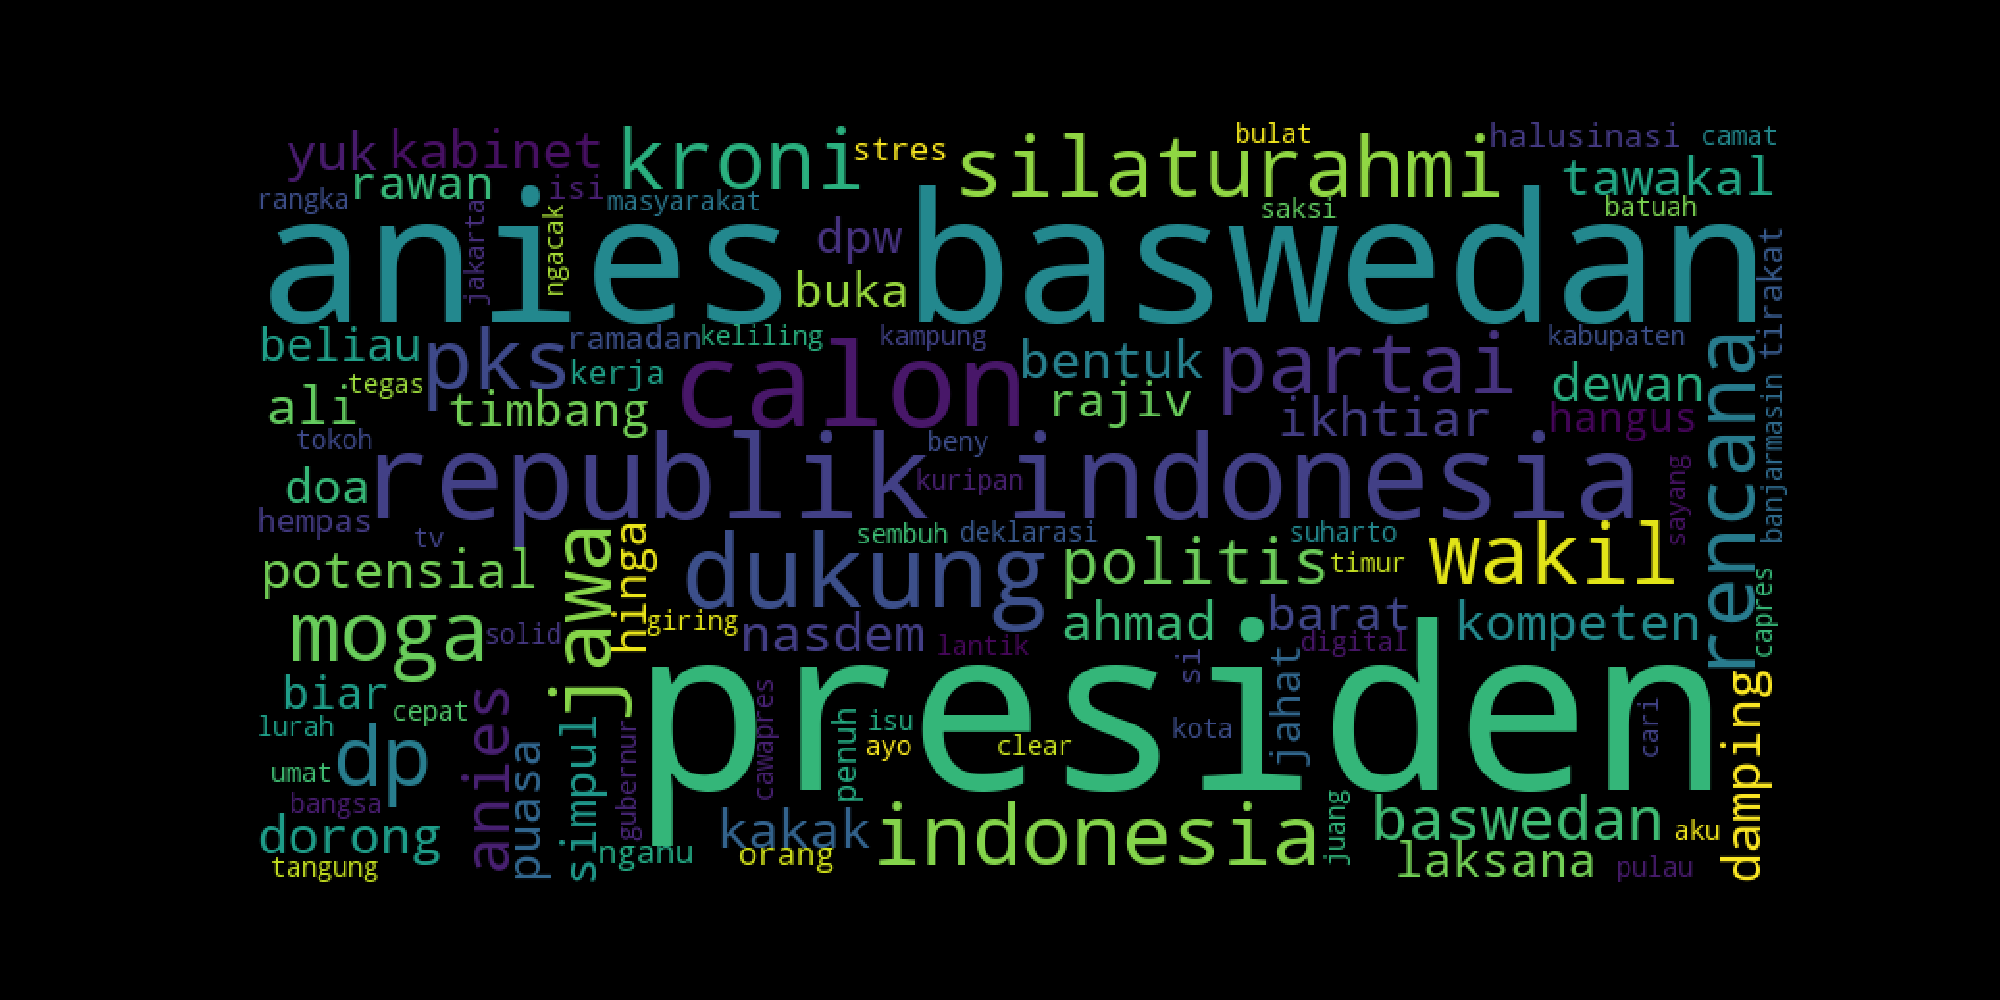 yuk kabinet kroni stres silaturahmi bulat halusinasi camat
rangka rawan isi masyarakat saksi tawakal batuah
anies baswedan
jakarta ngacak dpw buka tirakat
beliau pks ramadan keliling kampung bentuk partai kabupaten
ali tegas timbang kerja calon rajiv ikhtiar dewan hangus rencana
tokoh beny banjarmasin
doa republik indonesia kuripan sayang
hempas tv sembuh deklarasi suharto
potensial jawa hinga dukung politis timur wakil capres
moga solid giring nasdem lantik ahmad barat digital kompeten
presiden
biar cepat anies si jahat damping
lurah dp simpul gubernur cawapres penuh isu ayo clear kota cari
umat puasa
bangsa
dorong nganu kakak orang indonesia juang baswedan aku
tangung laksana pulau